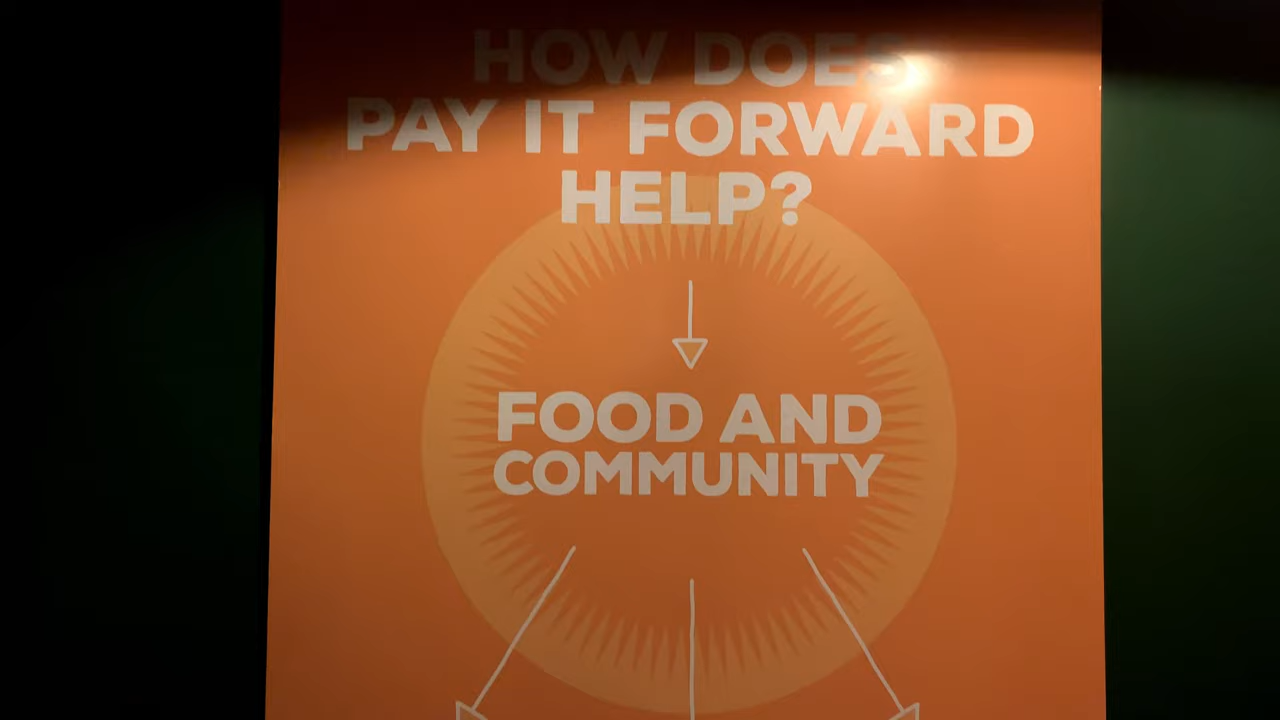 HOW DOES
PAY IT FORWARD
HELP?
FOOD AND
COMMUNITY